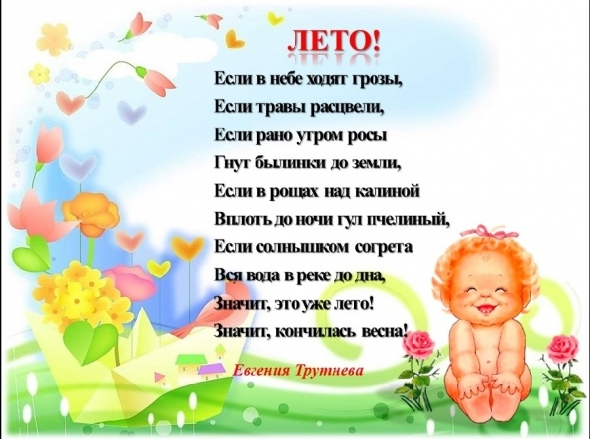 ЛЕТО!
Если в небе ходят грозы,
Если травы расцвели,
Если рано утром росы
Гнут былинки до земли,
Если в рощах над калиной
Вплоть до ночи гул пчелиный,
Если солнышком согрета
Вся вода в реке до дна,
Значит, это уже лето!
Значит, кончилась весна!
Евгения Трутнева